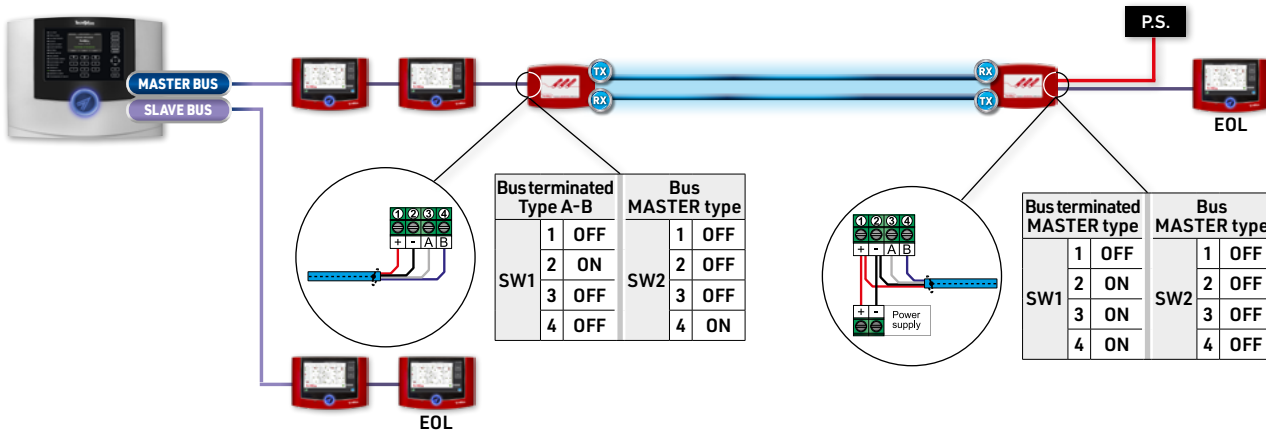 P.S.
MASTER BUS
SLAVE BUS
TX
RX
RX
TX
EOL
Bus terminated Type A-B
Bus MASTER type
SW1
1 OFF
2 ON
3 OFF
4 OFF
SW2
1 OFF
2 OFF
3 OFF
4 ON
1 2 3 4
+ - A B
1 2 3 4
+ - A B
+ -
Power
supply
Bus terminated MASTER type
Bus MASTER type
SW1
1 OFF
2 ON
3 ON
4 ON
SW2
1 OFF
2 OFF
3 OFF
4 OFF
EOL